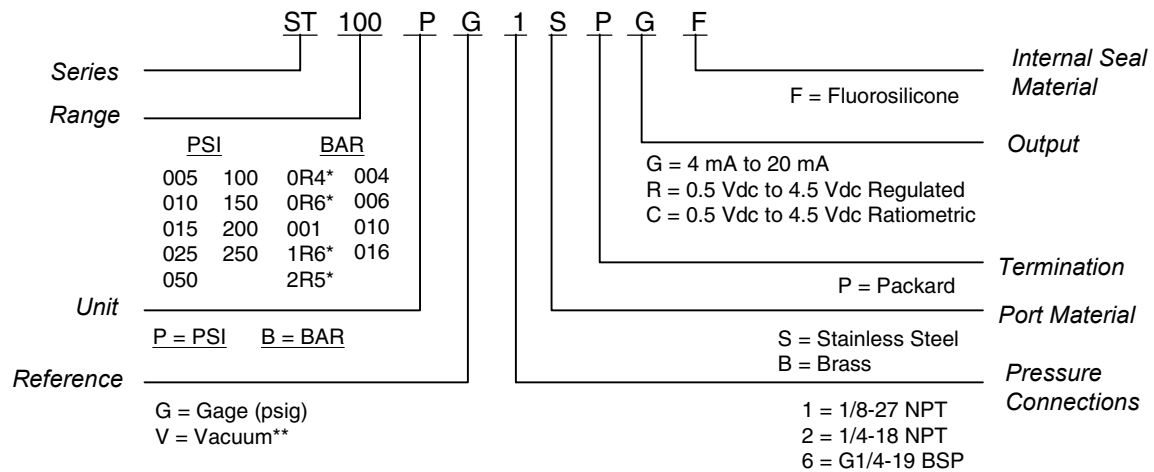 ST 100 P G 1 S P G F
Series
Range
PSI BAR
005 100 0R4* 004
010 150 0R6* 006
015 200 001 010
025 250 1R6* 016
050 2R5*
Unit
P = PSI B = BAR
Reference
G = Gage (psig)
V = Vacuum**
Internal Seal
Material
F = Fluorosilicone
Output
G = 4 mA to 20 mA
R = 0.5 Vdc to 4.5 Vdc Regulated
C = 0.5 Vdc to 4.5 Vdc Ratiometric
Termination
P = Packard
Port Material
S = Stainless Steel
B = Brass
Pressure
Connections
1 = 1/8-27 NPT
2 = 1/4-18 NPT
6 = G1/4-19 BSP